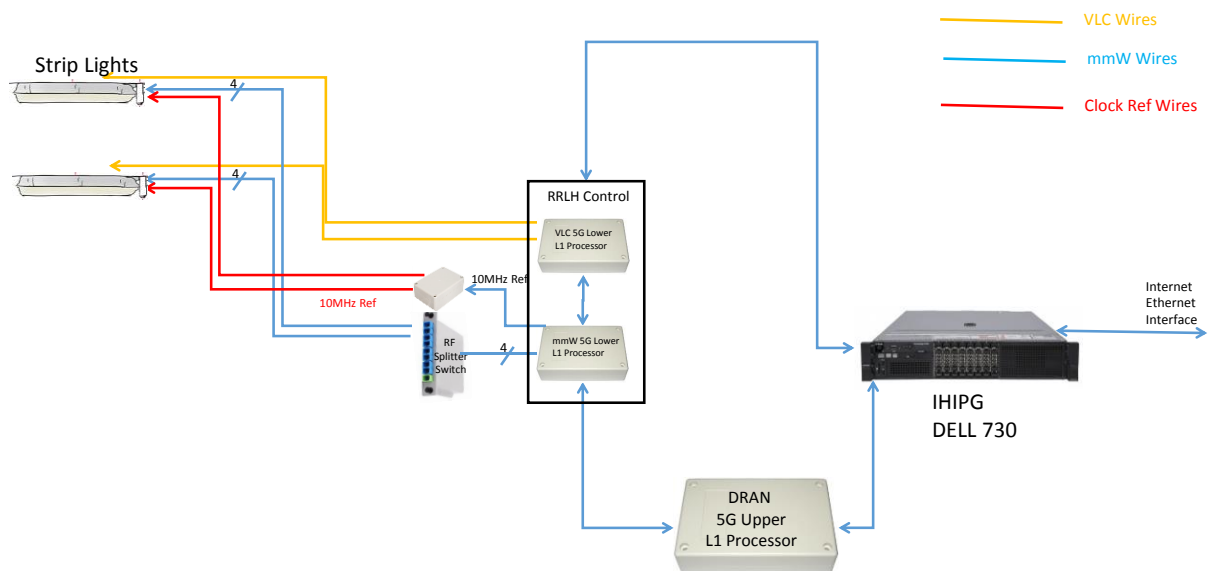 VLC Wires
mmW Wires
Clock Ref Wires
Strip Lights
4
4
RRLH Control
VLC 5G Lower
L1 Processor
10MHz Ref
10MHz Ref
RF
Splitter
Switch
4
mmW 5G Lower
L1 Processor
Internet
Ethernet
Interface
IHIPG
DELL 730
DRAN
5G Upper
L1 Processor